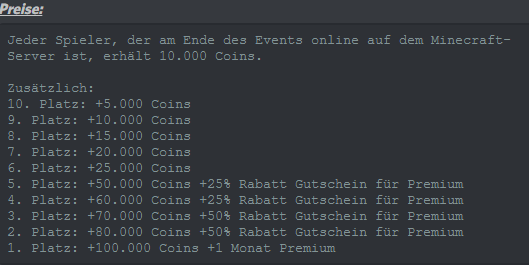 Preise:
Jeder Spieler, der am Ende des Events online auf dem Minecraft-
Server ist, erhält 10.000 Coins.
Zusätzlich:
10. Platz: +5.000 Coins
9. Platz: +10.000 Coins
8. Platz: +15.000 Coins
7. Platz: +20.000 Coins
6. Platz: +25.000 Coins
5. Platz: +50.000 Coins +25% Rabatt Gutschein für Premium
4. Platz: +60.000 Coins +25% Rabatt Gutschein für Premium
3. Platz: +70.000 Coins +50% Rabatt Gutschein für Premium
2. Platz: +80.000 Coins +50% Rabatt Gutschein für Premium
1. Platz: +100.000 Coins +1 Monat Premium